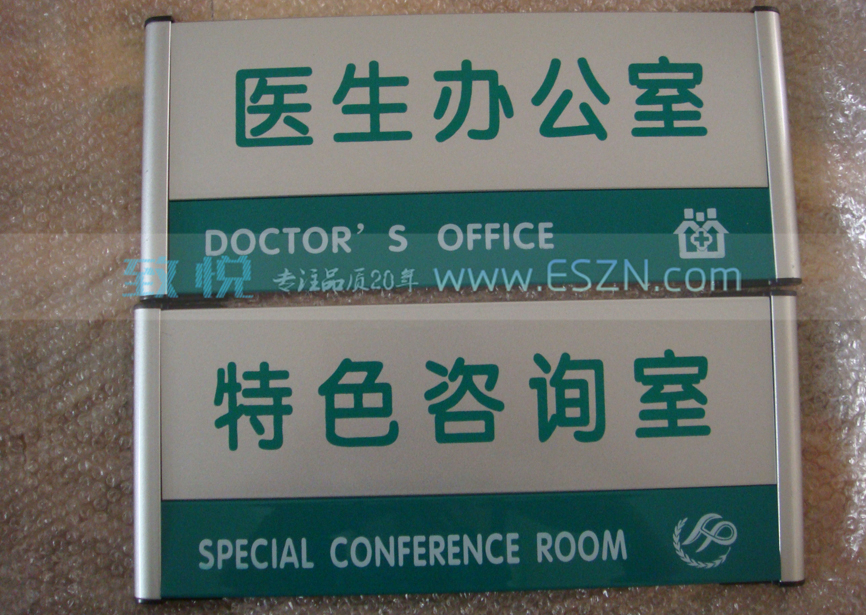 医生办公室
DOCTOR'S OFFICE
致悦 专注品质20年 www.ESZN.com
特色咨询室
SPECIAL CONFERENCE ROOM